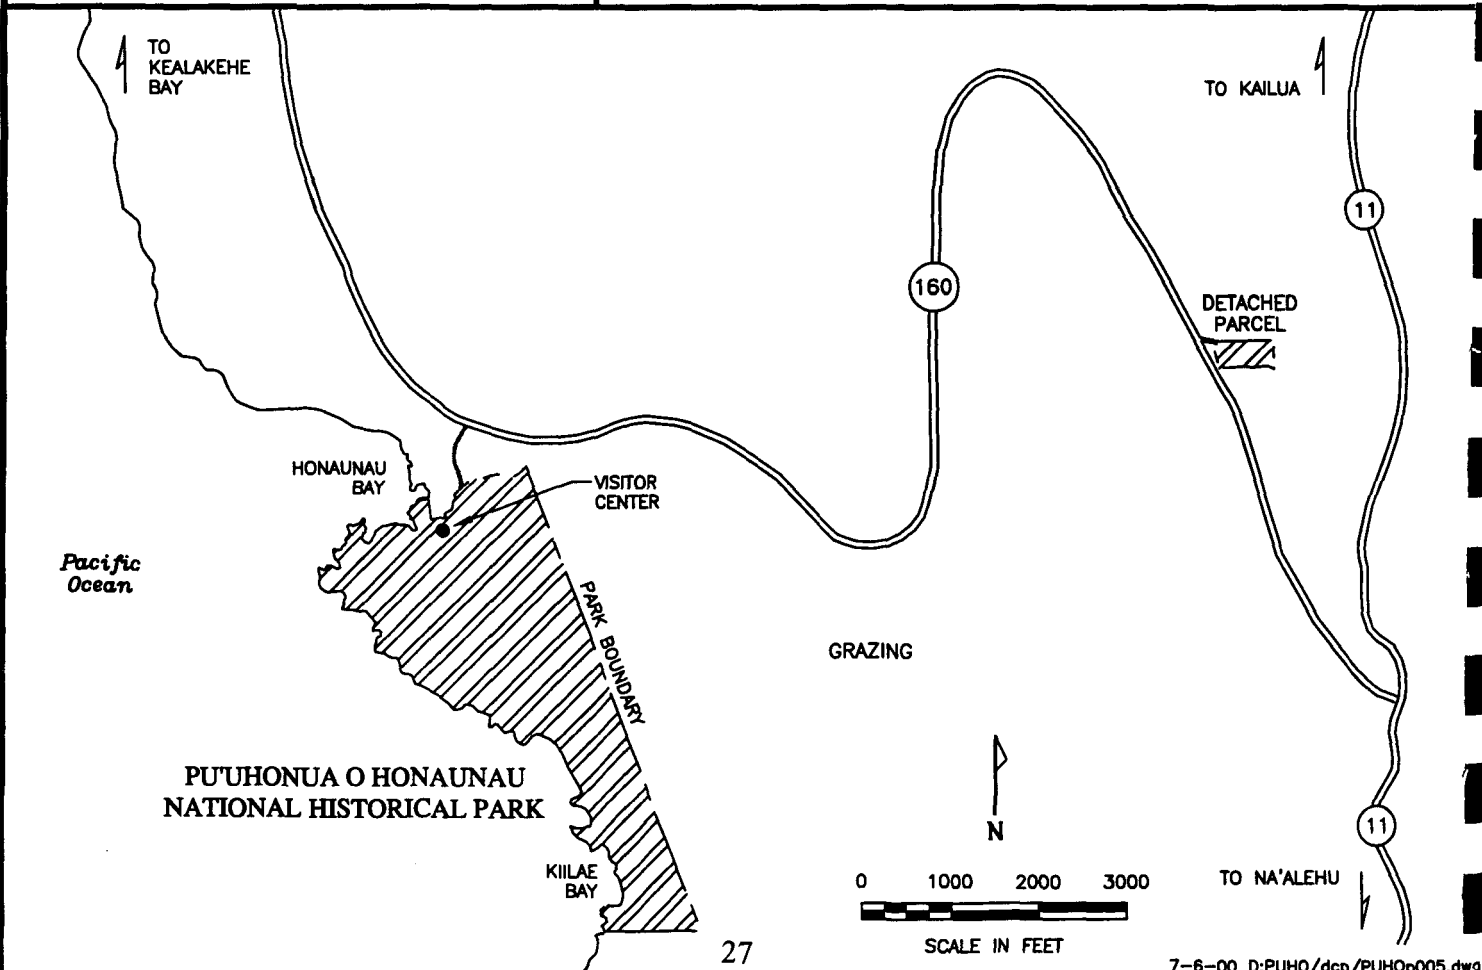 TO
KEALAKEHE
BAY
TO KAILUA
11
160
DETACHED
PARCEL
HONAUNAU
BAY
VISITOR
CENTER
Pacific
Ocean
PARK BOUNDARY
GRAZING
PU'UHONUA O HONAUNAU
NATIONAL HISTORICAL PARK
N
11
KIILAE
BAY
0 1000 2000 3000
TO NA'ALEHU
SCALE IN FEET
27
7-6-00 D:PUHO/dcp/PUHOp005.dwg